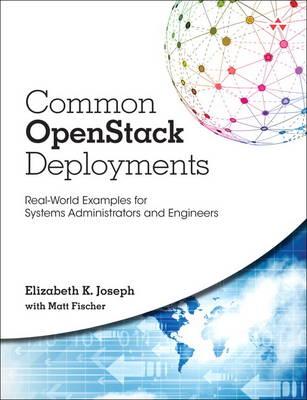 Common
OpenStack
Deployments
Real-World Examples for
Systems Administrators and Engineers
Elizabeth K. Joseph
with Matt Fischer